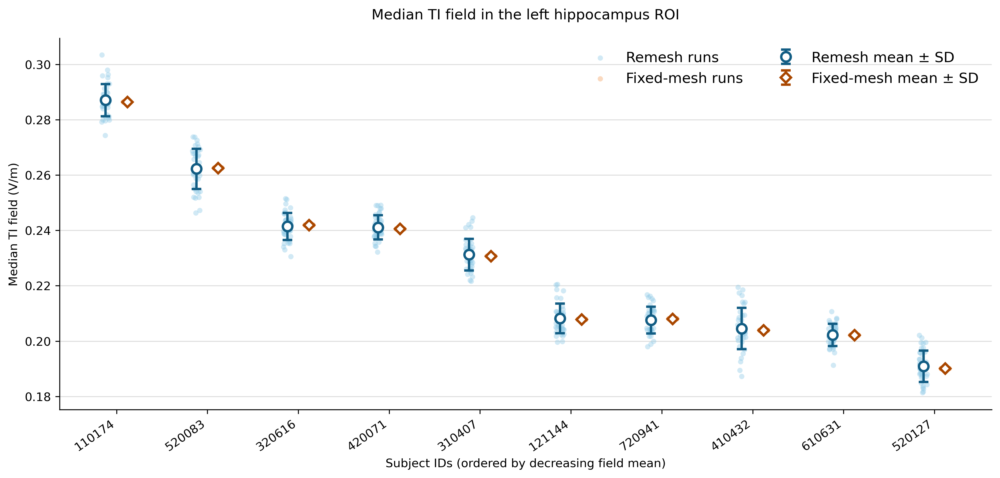 Median TI field in the left hippocampus ROI
Remesh runs
Fixed-mesh runs
Remesh mean ± SD
Fixed-mesh mean ± SD
Median TI field (V/m)
0.30
0.28
0.26
0.24
0.22
0.20
0.18
110174
520083
320616
420071
310407
121144
720941
410432
610631
520127
Subject IDs (ordered by decreasing field mean)